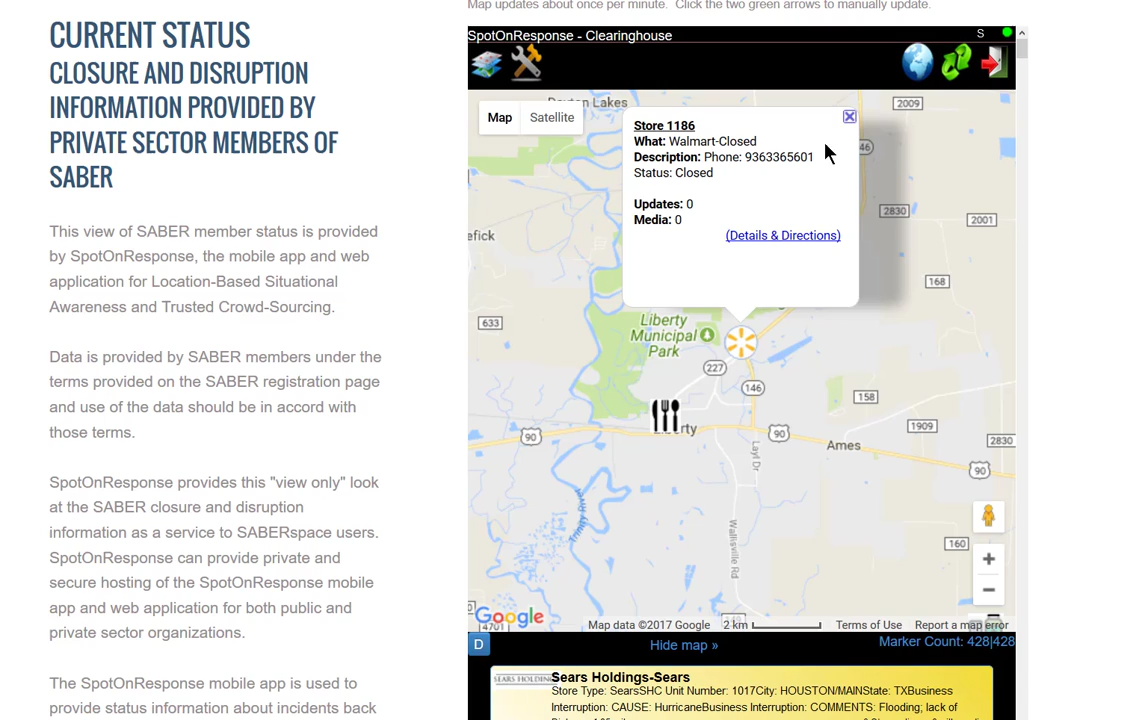 Map updates about once per minute. Click the two green arrows to manually update.
CURRENT STATUS
CLOSURE AND DISRUPTION
INFORMATION PROVIDED BY
PRIVATE SECTOR MEMBERS OF
SABER
This view of SABER member status is provided
by SpotOnResponse, the mobile app and web
application for Location-Based Situational
Awareness and Trusted Crowd-Sourcing.
Data is provided by SABER members under the
terms provided on the SABER registration page
and use of the data should be in accord with
those terms.
SpotOnResponse provides this "view only" look
at the SABER closure and disruption
information as a service to SABERspace users.
SpotOnResponse can provide private and
secure hosting of the SpotOnResponse mobile
app and web application for both public and
private sector organizations.
The SpotOnResponse mobile app is used to
provide status information about incidents back
SpotOnResponse - Clearinghouse
S
Map Satellite
2009
Store 1186
What: Walmart-Closed
Description: Phone: 9363365601
Status: Closed
Updates: 0
Media: 0
(Details & Directions)
2830
2001
168
633
Liberty
Municipal
Park
227
146
158
1909
90
90
2830
Ames
90
Layl Dr
Trinity River
Wallisville Rd
160
Google
Map data ©2017 Google 2 km Terms of Use Report a map error
D
Hide map »
Marker Count: 428|428
SEARS HOLDINGS
Sears Holdings-Sears
Store Type: SearsSHC Unit Number: 1017City: HOUSTON/MAINState: TXBusiness
Interruption: CAUSE: HurricaneBusiness Interruption: COMMENTS: Flooding; lack of